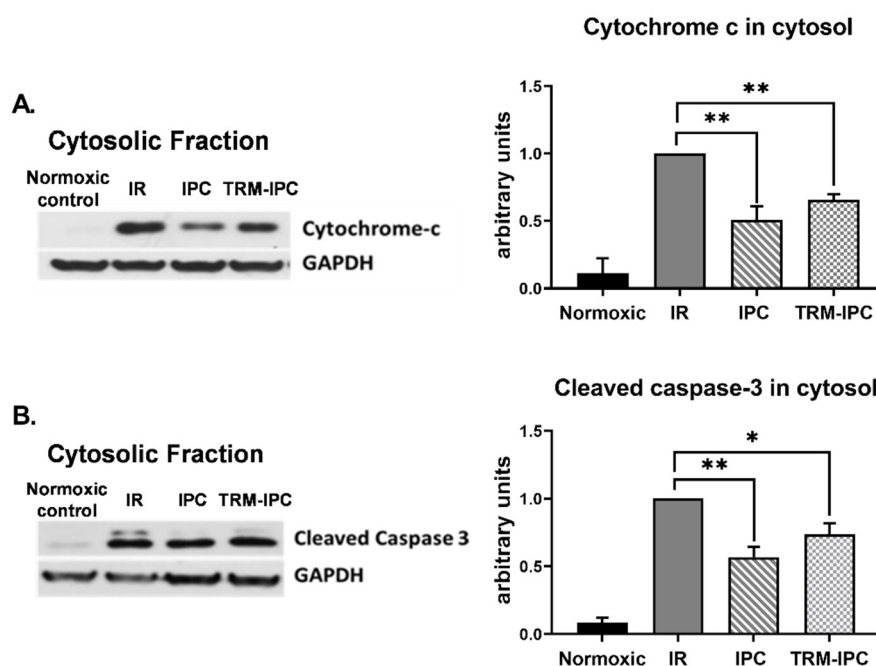 A.
Cytosolic Fraction
Normoxic control IR IPC TRM-IPC
Cytochrome-c
GAPDH
Cytochrome c in cytosol
arbitrary units
1.5
1.0
0.5
0.0
** **
Normoxic IR IPC TRM-IPC
B.
Cytosolic Fraction
Normoxic control IR IPC TRM-IPC
Cleaved Caspase 3
GAPDH
Cleaved caspase-3 in cytosol
arbitrary units
1.5
1.0
0.5
0.0
*
**
Normoxic IR IPC TRM-IPC